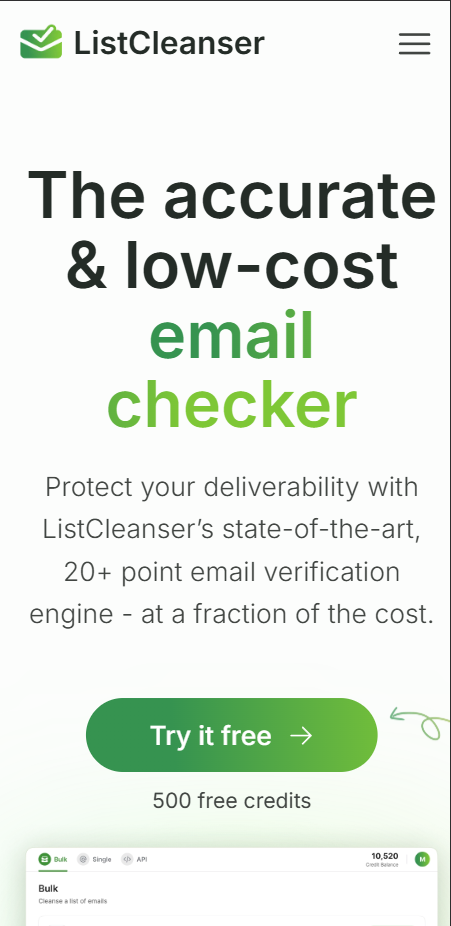 ListCleanser
The accurate
& low-cost
email
checker
Protect your deliverability with
ListCleanser’s state-of-the-art,
20+ point email verification
engine - at a fraction of the cost.
Try it free →
500 free credits
Bulk Single </> API 10,520 M
Credit Balance
Bulk
Cleanse a list of emails